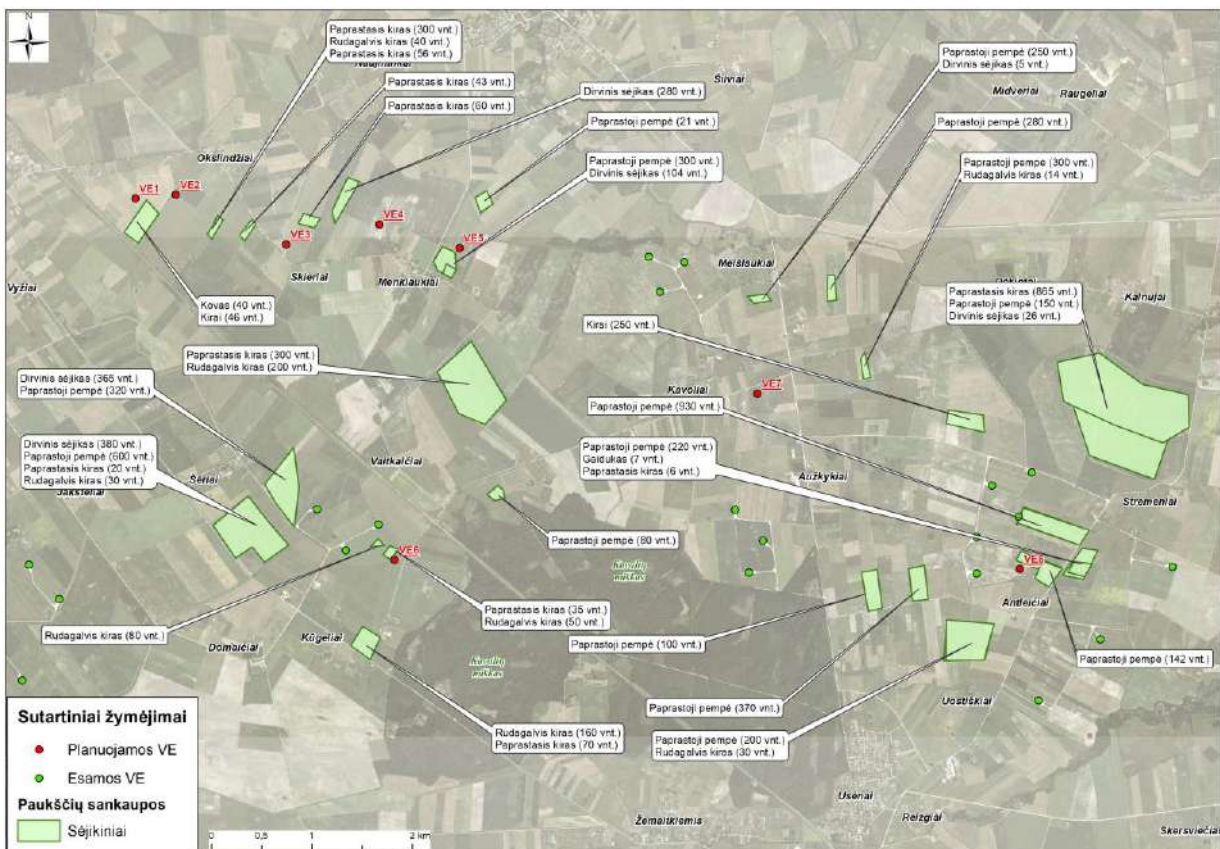 N
Paprastasis kiras (300 vnt.)
Rudagalvis kiras (40 vnt.)
Paprastasis kiras (56 vnt.)
Paprastasis kiras (43 vnt.)
Paprastasis kiras (60 vnt.)
Dirvinis sėjikas (280 vnt.)
Paprastoji pempė (21 vnt.)
Paprastoji pempė (300 vnt.)
Dirvinis sėjikas (104 vnt.)
Šilviai
Paprastoji pempė (250 vnt.)
Dirvinis sėjikas (5 vnt.)
Midveriai
Raugeliai
Paprastoji pempė (280 vnt.)
Paprastoji pempė (300 vnt.)
Rudagalvis kiras (14 vnt.)
Okslindžiai
VE1
VE2
VE3
VE4
VE5
Skieriai
Menklaukiai
Vyžiai
Kovas (40 vnt.)
Kirai (46 vnt.)
Meišlaukiai
Kalnujai
Paprastasis kiras (865 vnt.)
Paprastoji pempė (150 vnt.)
Dirvinis sėjikas (26 vnt.)
Kirai (250 vnt.)
Paprastasis kiras (300 vnt.)
Rudagalvis kiras (200 vnt.)
Dirvinis sėjikas (365 vnt.)
Paprastoji pempė (320 vnt.)
Kavoliai
VE7
Paprastoji pempė (930 vnt.)
Dirvinis sėjikas (380 vnt.)
Paprastoji pempė (600 vnt.)
Paprastasis kiras (20 vnt.)
Rudagalvis kiras (30 vnt.)
Paprastoji pempė (220 vnt.)
Gaidukas (7 vnt.)
Paprastasis kiras (6 vnt.)
Vaitkaičiai
Šėriai
Aužkykiai
Stremeniai
Paprastoji pempė (60 vnt.)
VE6
VE8
Antleičiai
Paprastasis kiras (35 vnt.)
Rudagalvis kiras (50 vnt.)
Rudagalvis kiras (80 vnt.)
Kūgeliai
Domaičiai
Paprastoji pempė (100 vnt.)
Paprastoji pempė (142 vnt.)
Paprastoji pempė (370 vnt.)
Uostiškiai
Rudagalvis kiras (160 vnt.)
Paprastasis kiras (70 vnt.)
Paprastoji pempė (200 vnt.)
Rudagalvis kiras (30 vnt.)
Usėnai
Reizgiai
Žemaitkiemis
Skersviečiai
Sutartiniai žymėjimai
Planuojamos VE
Esamos VE
Paukščių sankaupos
Sėjikiniai
0 0,5 1 2 km